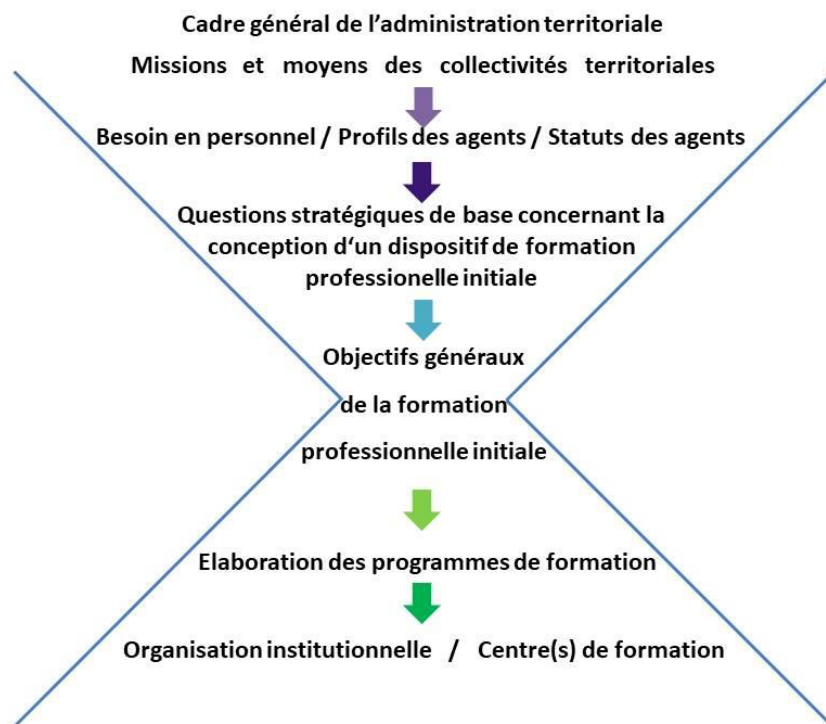 Cadre général de l’administration territoriale
Missions et moyens des collectivités territoriales
Besoin en personnel / Profils des agents / Statuts des agents
Questions stratégiques de base concernant la
conception d‘un dispositif de formation
professionelle initiale
Objectifs généraux
de la formation
professionnelle initiale
Elaboration des programmes de formation
Organisation institutionnelle / Centre(s) de formation